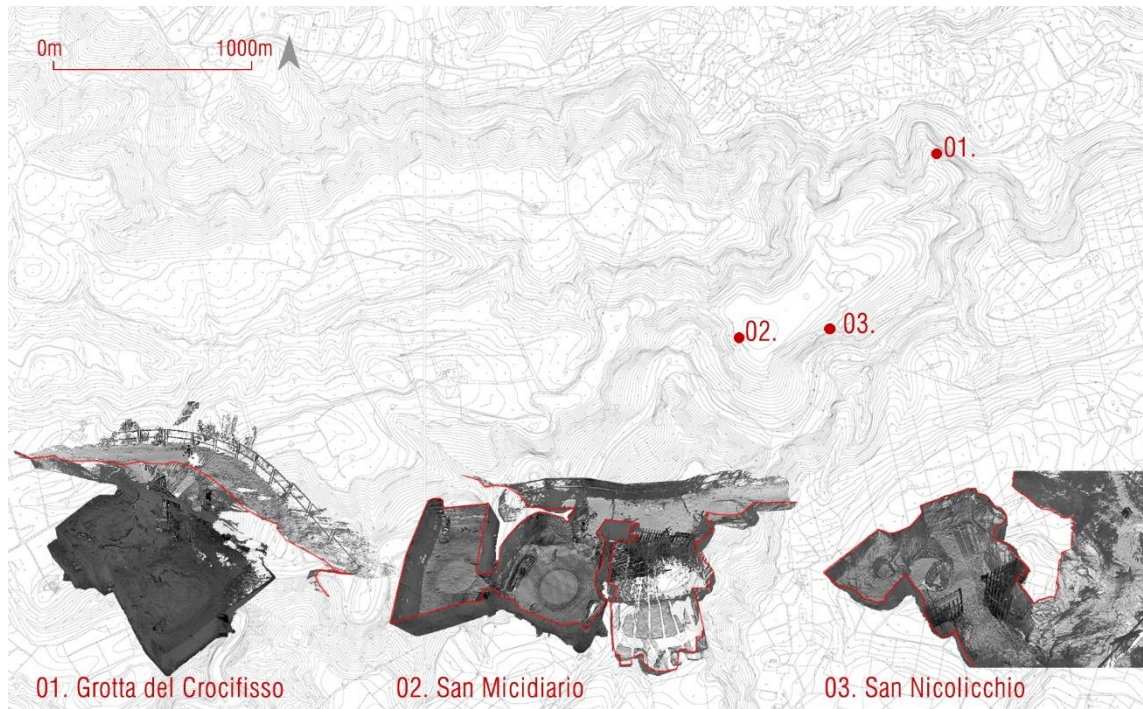 0m 1000m
01.
02.
03.
01. Grotta del Crocifisso
02. San Micidiario
03. San Nicolicchio